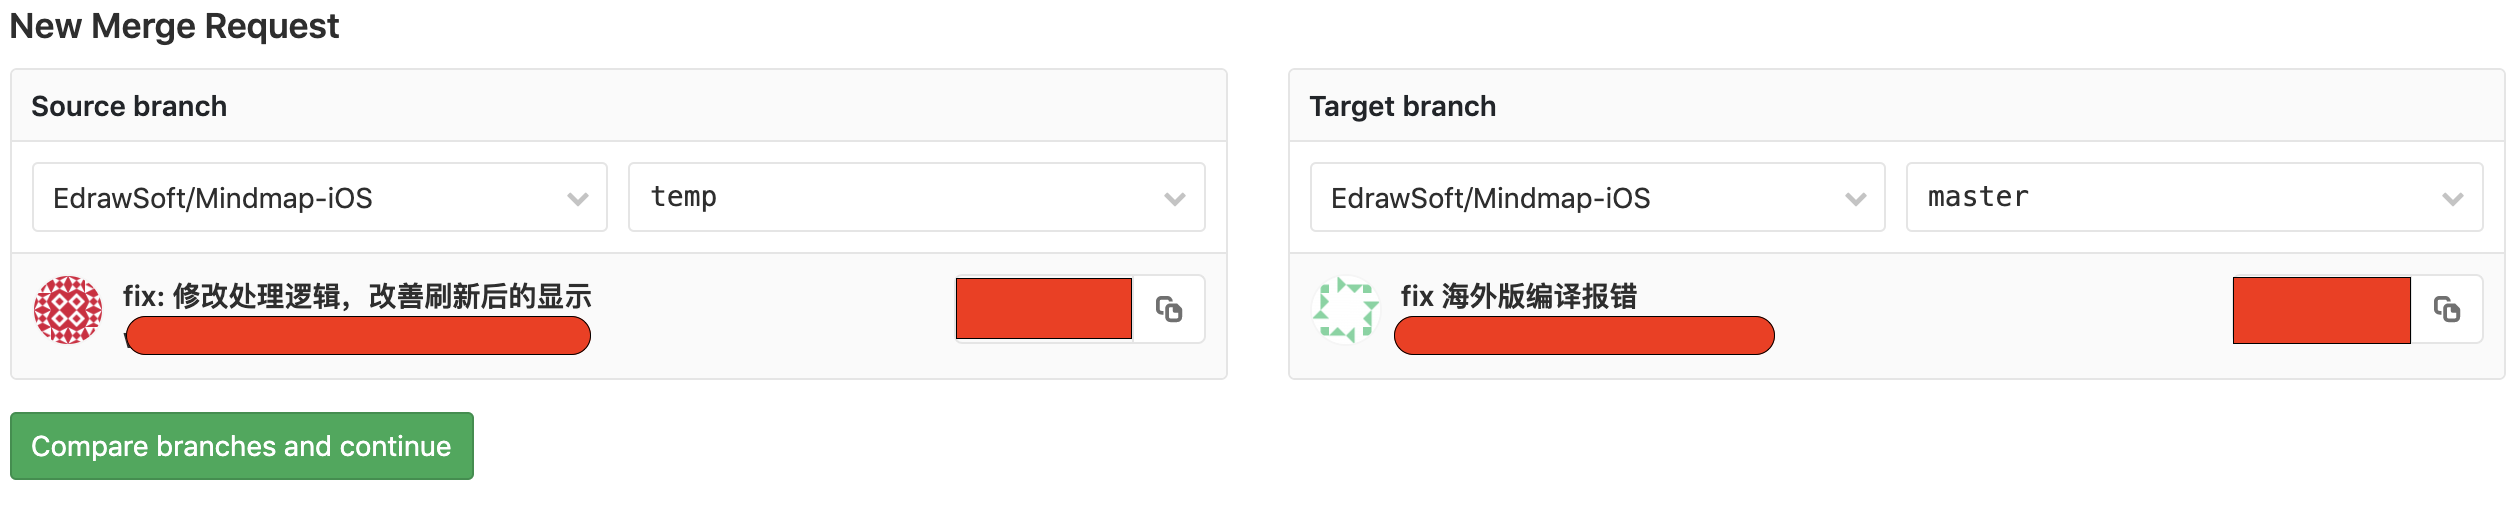 New Merge Request
Source branch
EdrawSoft/Mindmap-iOS
temp
fix: 修改处理逻辑，改善刷新后的显示
Target branch
EdrawSoft/Mindmap-iOS
master
fix 海外版编译报错
Compare branches and continue